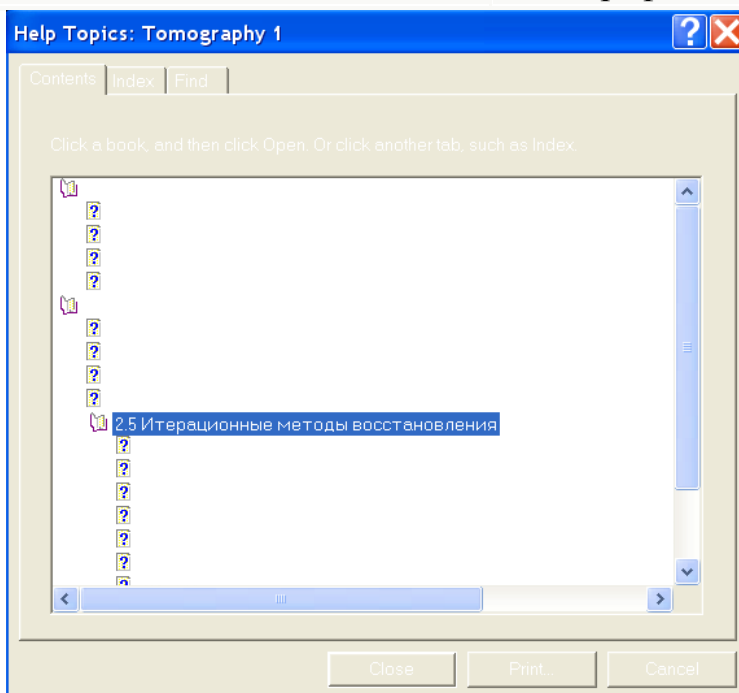 Help Topics: Tomography 1
Contents Index Find
Click a book, and then click Open. Or click another tab, such as Index.
2.5 Итерационные методы восстановления
Close Print... Cancel